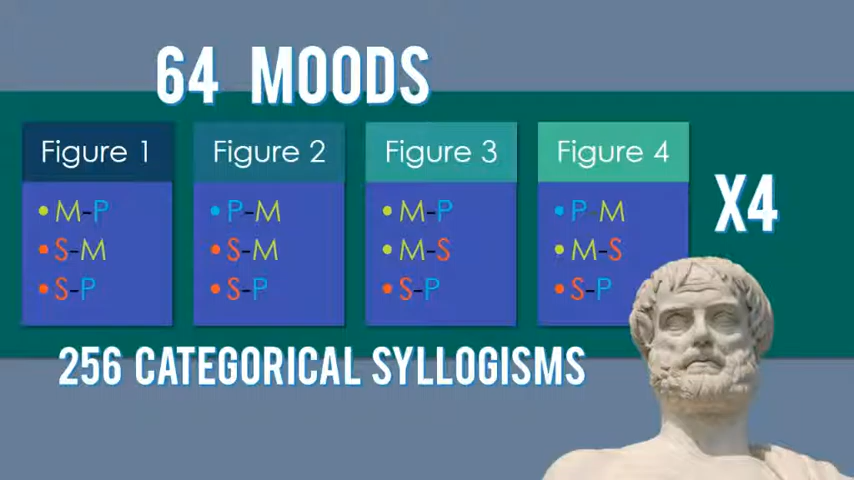 64 MOODS
Figure 1
• M-P
• S-M
• S-P
Figure 2
• P-M
• S-M
• S-P
Figure 3
• M-P
• M-S
• S-P
Figure 4
• P-M
• M-S
• S-P
X4
256 CATEGORICAL SYLLOGISMS